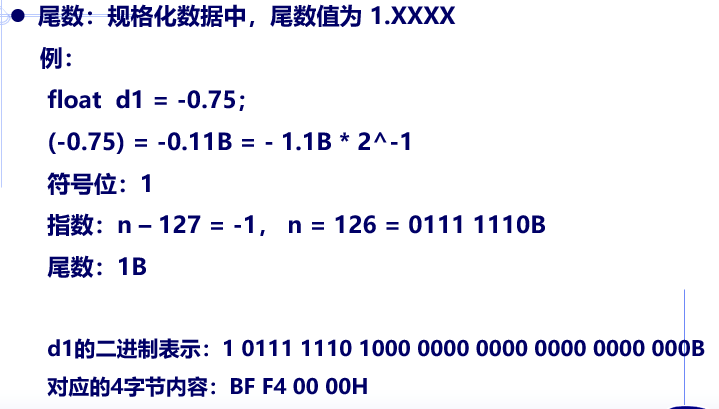 ● 尾数：规格化数据中，尾数值为 1.XXXX
例：
float d1 = -0.75；
(-0.75) = -0.11B = - 1.1B * 2^-1
符号位：1
指数：n – 127 = -1， n = 126 = 0111 1110B
尾数：1B
d1的二进制表示：1 0111 1110 1000 0000 0000 0000 0000 000B
对应的4字节内容：BF F4 00 00H